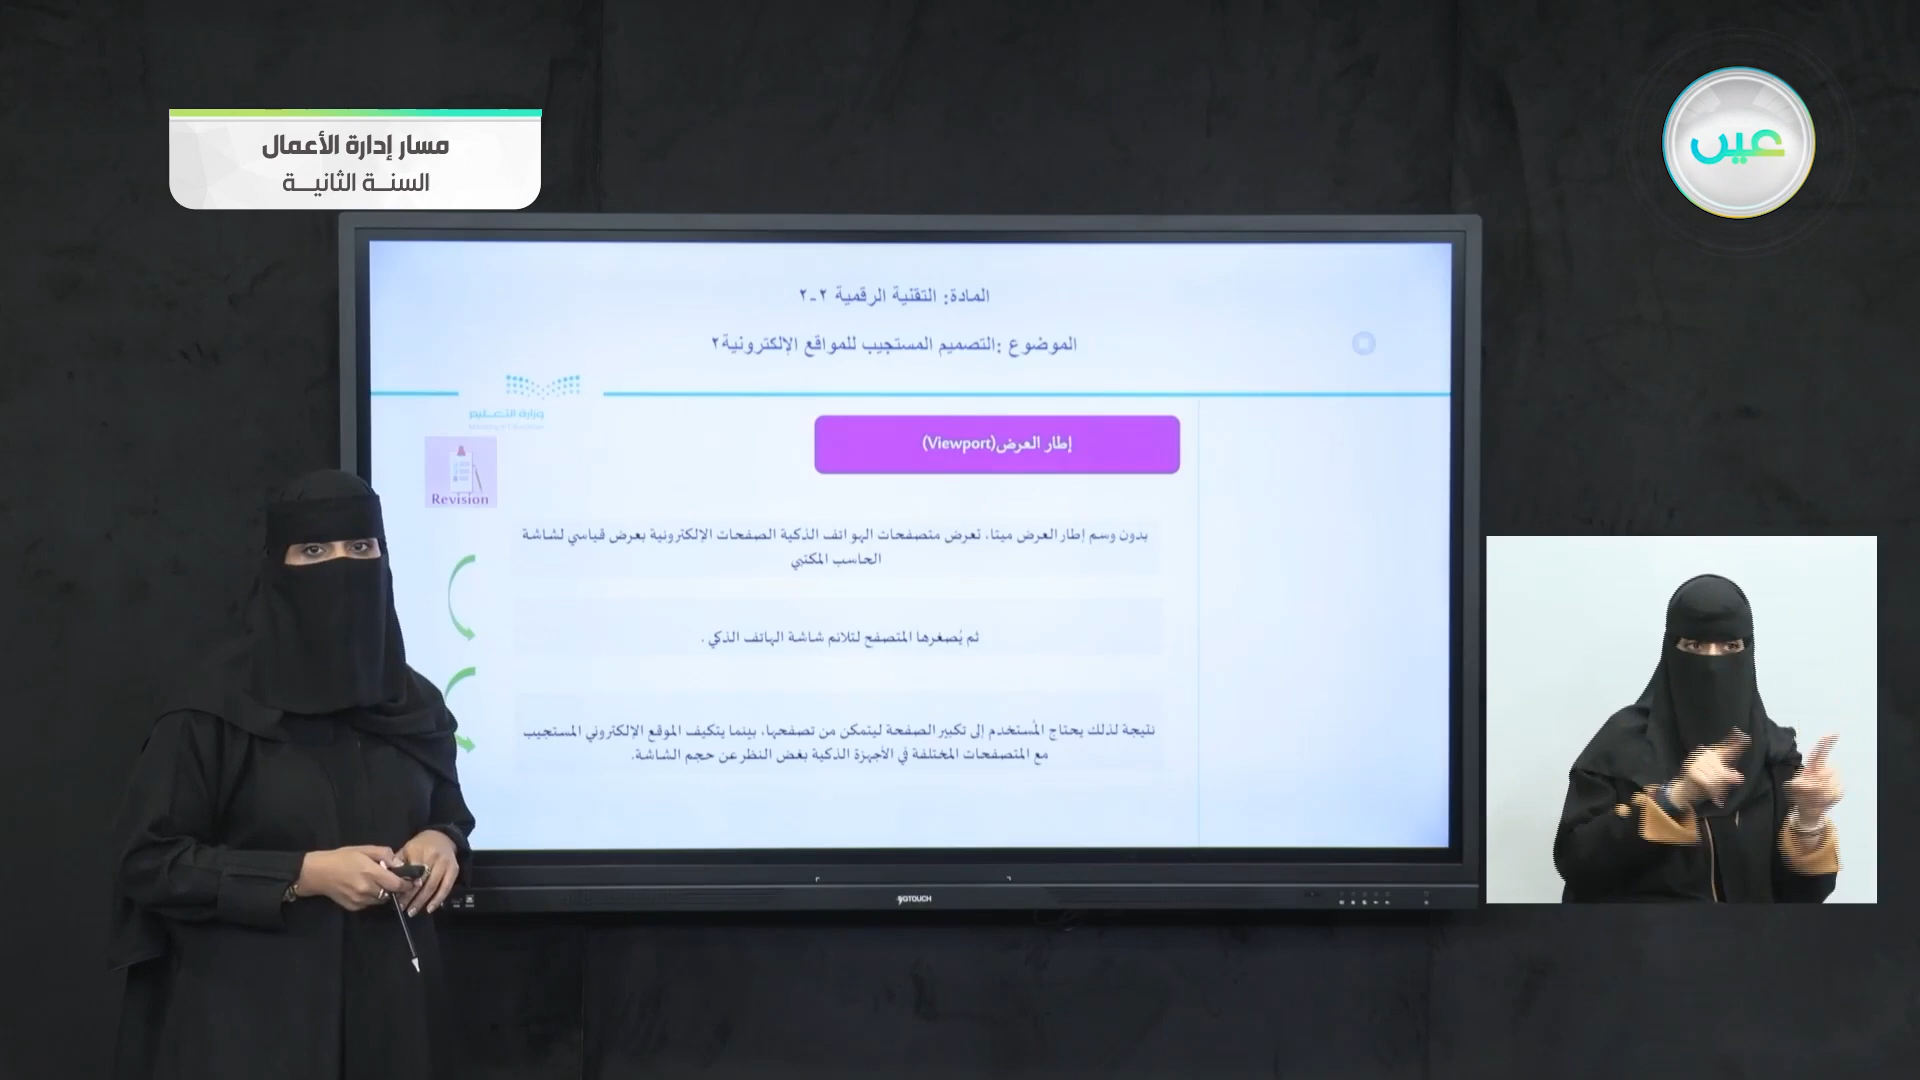 مسار إدارة الأعمال
السنة الثانية
عين
المادة: التقنية الرقمية ٢-٢
الموضوع :التصميم المستجيب للمواقع الإلكترونية٢
وزارة التعليم
إطار العرض(Viewport)
Revision
بدون وسم إطار العرض ميتا، تعرض متصفحات الهواتف الذكية الصفحات الإلكترونية بعرض قياسي لشاشة
الحاسب المكتبي
ثم يُصغرها المتصفح لتلائم شاشة الهاتف الذكي .
نتيجة لذلك يحتاج المُستخدم إلى تكبير الصفحة ليتمكن من تصفحها، بينما يتكيف الموقع الإلكتروني المستجيب
مع المتصفحات المختلفة في الأجهزة الذكية بغض النظر عن حجم الشاشة.